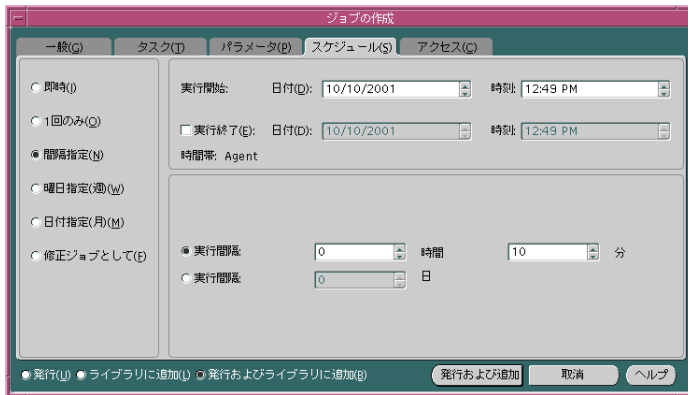 ジョブの作成
一般(G) タスク(T) パラメータ(P) スケジュール(S) アクセス(C)
即時(I)
1回のみ(O)
間隔指定(N)
曜日指定(週)(W)
日付指定(月)(M)
修正ジョブとして(F)
実行開始: 日付(D): 10/10/2001 時刻: 12:49 PM
実行終了(E): 日付(D): 10/10/2001 時刻: 12:49 PM
時間帯: Agent
実行間隔: 0 時間 10 分
実行間隔: 0 日
発行(U) ライブラリに追加(L) 発行およびライブラリに追加(B) 発行および追加 取消 ヘルプ